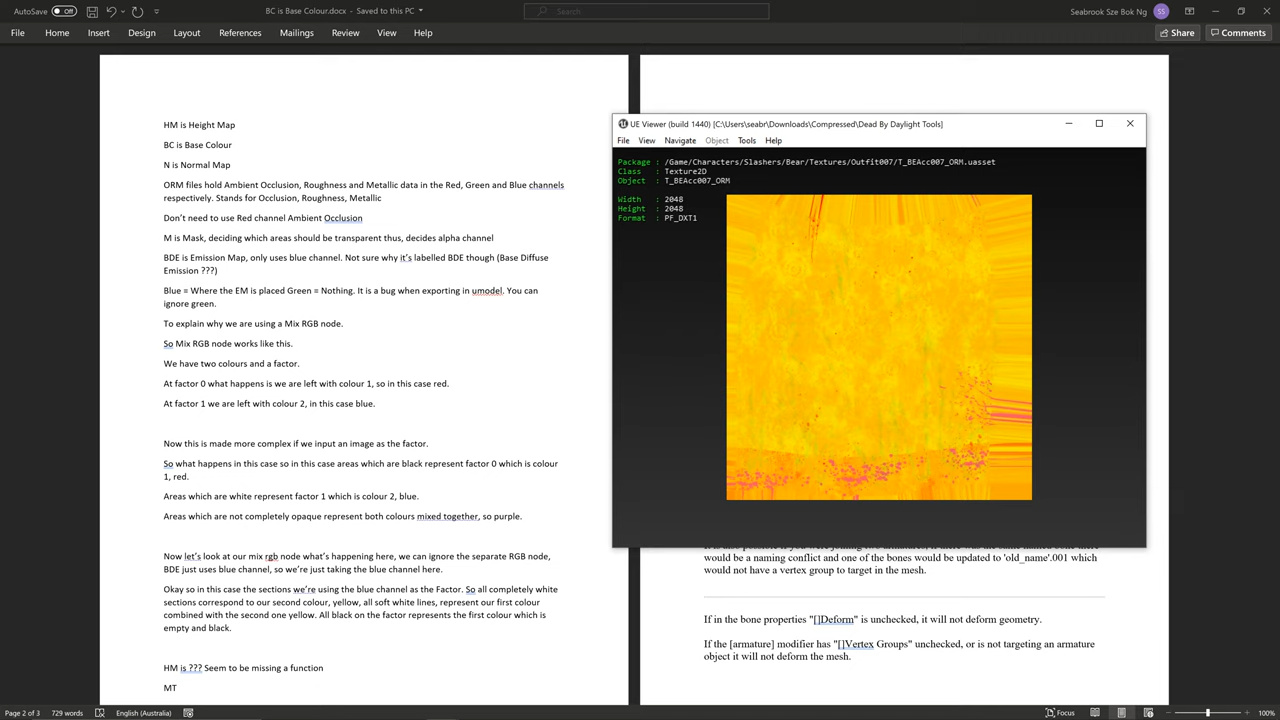 AutoSave
Off
BC is Base Colour.docx - Saved to this PC
Search
Seabrook Sze Bok Ng
SS
File Home Insert Design Layout References Mailings Review View Help
Share
Comments
HM is Height Map
BC is Base Colour
N is Normal Map
ORM files hold Ambient Occlusion, Roughness and Metallic data in the Red, Green and Blue channels
respectively. Stands for Occlusion, Roughness, Metallic
Don't need to use Red channel Ambient Occlusion
M is Mask, deciding which areas should be transparent thus, decides alpha channel
BDE is Emission Map, only uses blue channel. Not sure why it's labelled BDE though (Base Diffuse
Emission ???)
Blue = Where the EM is placed Green = Nothing. It is a bug when exporting in umodel. You can
ignore green.
To explain why we are using a Mix RGB node.
So Mix RGB node works like this.
We have two colours and a factor.
At factor 0 what happens is we are left with colour 1, so in this case red.
At factor 1 we are left with colour 2, in this case blue.
Now this is made more complex if we input an image as the factor.
So what happens in this case so in this case areas which are black represent factor 0 which is colour
1, red.
Areas which are white represent factor 1 which is colour 2, blue.
Areas which are not completely opaque represent both colours mixed together, so purple.
Now let's look at our mix rgb node what's happening here, we can ignore the separate RGB node,
BDE just uses blue channel, so we're just taking the blue channel here.
Okay so in this case the sections we're using the blue channel as the Factor. So all completely white
sections correspond to our second colour, yellow, all soft white lines, represent our first colour
combined with the second one yellow. All black on the factor represents the first colour which is
empty and black.
HM is ??? Seem to be missing a function
MT
UE Viewer (build 1440) [C:\Users\seabr\Downloads\Compressed\Dead By Daylight Tools]
File View Navigate Object Tools Help
Package : /Game/Characters/Slashers/Bear/Textures/Outfit007/T_BEAcc007_ORM.uasset
Class : Texture2D
Object : T_BEAcc007_ORM
Width : 2048
Height : 2048
Format : PF_DXT1
would be a naming conflict and one of the bones would be updated to 'old_name'.001 which
would not have a vertex group to target in the mesh.
If in the bone properties "[]Deform" is unchecked, it will not deform geometry.
If the [armature] modifier has "[]Vertex Groups" unchecked, or is not targeting an armature
object it will not deform the mesh.
Page 2 of 3
729 words
English (Australia)
Focus
100%